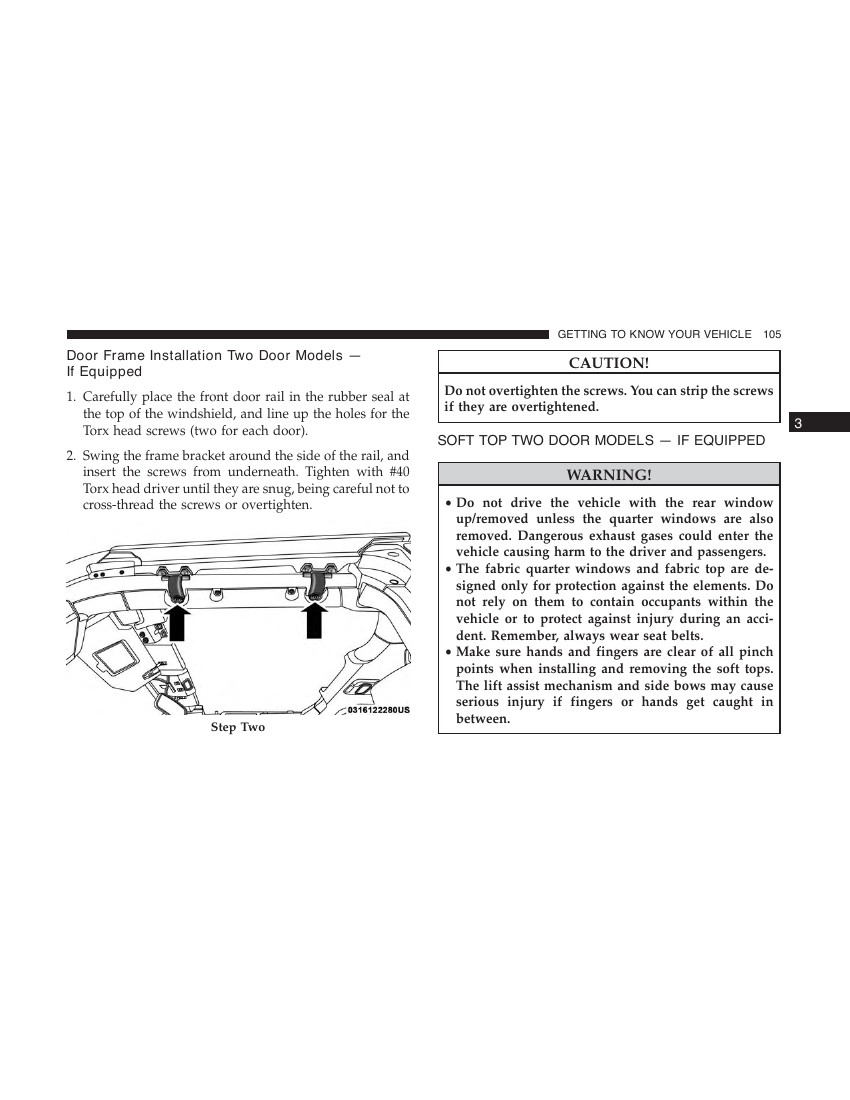 GETTING TO KNOW YOUR VEHICLE 105
Door Frame Installation Two Door Models —
If Equipped
1. Carefully place the front door rail in the rubber seal at
the top of the windshield, and line up the holes for the
Torx head screws (two for each door).
2. Swing the frame bracket around the side of the rail, and
insert the screws from underneath. Tighten with #40
Torx head driver until they are snug, being careful not to
cross-thread the screws or overtighten.
0316122280US
Step Two
CAUTION!
Do not overtighten the screws. You can strip the screws
if they are overtightened.
3
SOFT TOP TWO DOOR MODELS — IF EQUIPPED
WARNING!
• Do not drive the vehicle with the rear window
up/removed unless the quarter windows are also
removed. Dangerous exhaust gases could enter the
vehicle causing harm to the driver and passengers.
• The fabric quarter windows and fabric top are de-
signed only for protection against the elements. Do
not rely on them to contain occupants within the
vehicle or to protect against injury during an acci-
dent. Remember, always wear seat belts.
• Make sure hands and fingers are clear of all pinch
points when installing and removing the soft tops.
The lift assist mechanism and side bows may cause
serious injury if fingers or hands get caught in
between.